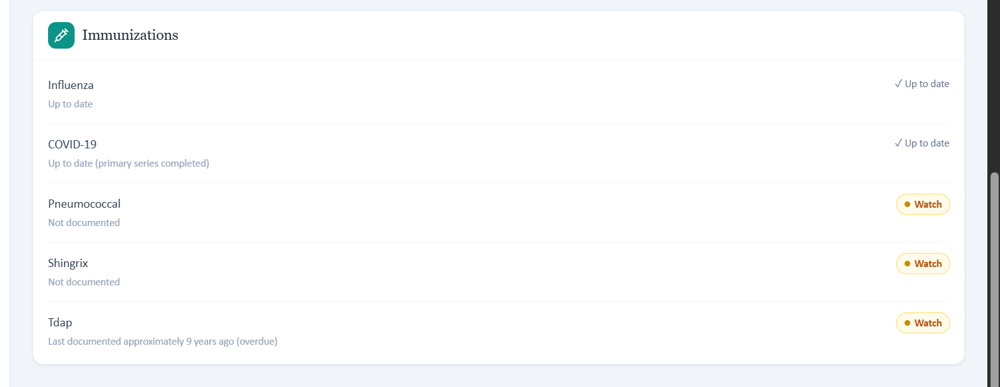 Immunizations
Influenza
✓ Up to date
Up to date
COVID-19
✓ Up to date
Up to date (primary series completed)
Pneumococcal
Watch
Not documented
Shingrix
Watch
Not documented
Tdap
Watch
Last documented approximately 9 years ago (overdue)